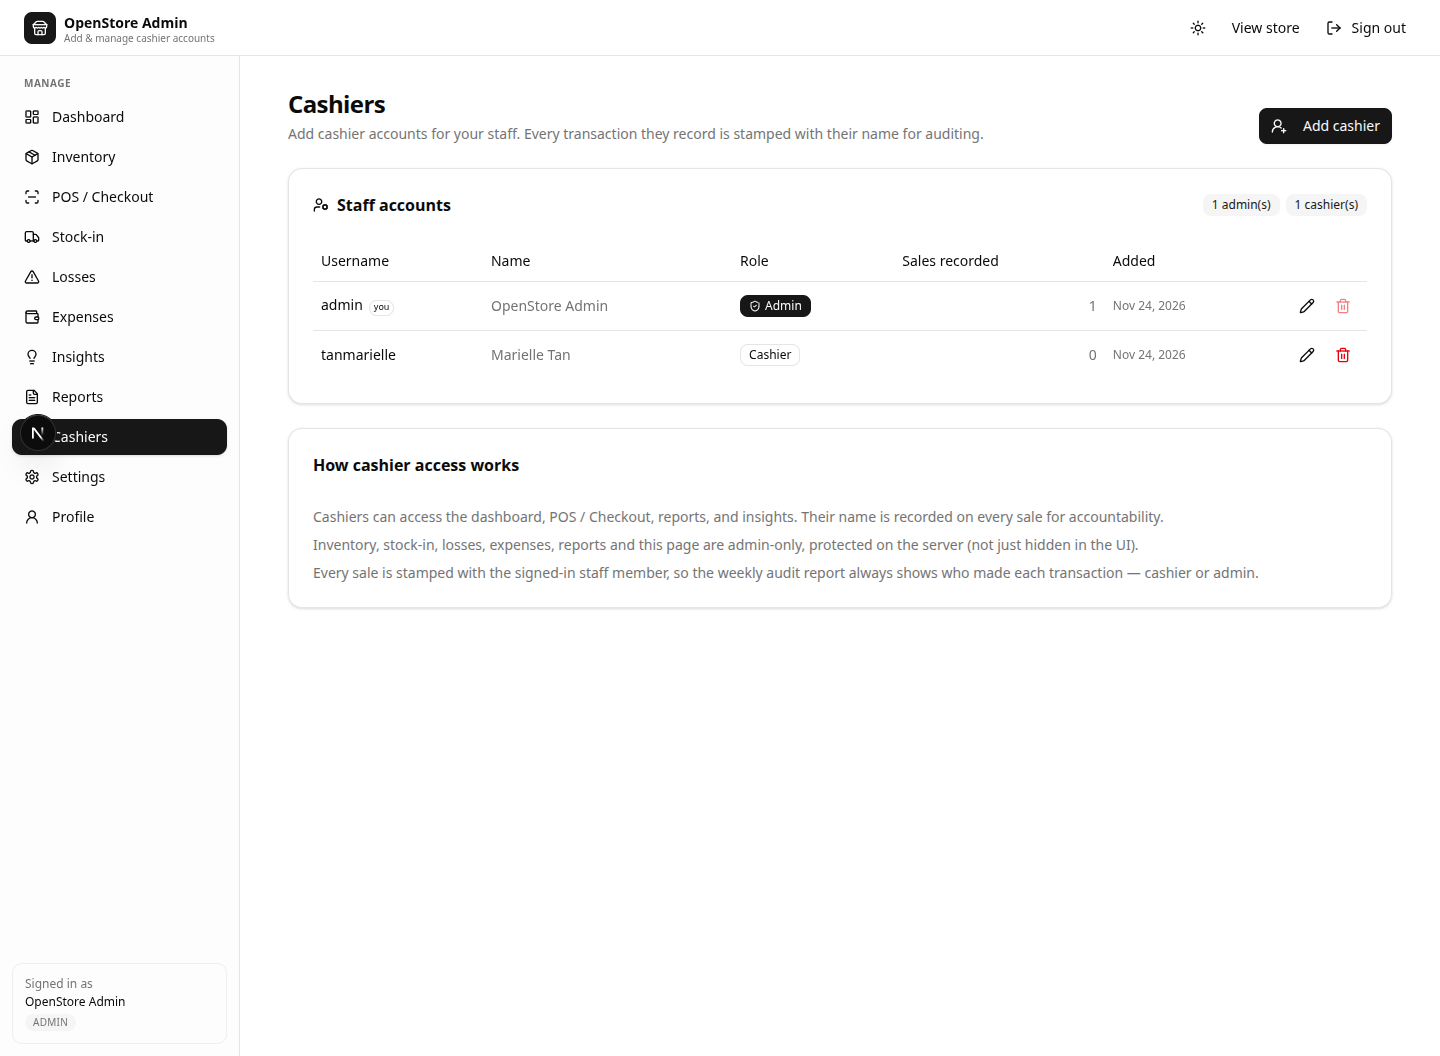 OpenStore Admin
Add & manage cashier accounts
View store
Sign out
MANAGE
Dashboard
Inventory
POS / Checkout
Stock-in
Losses
Expenses
Insights
Reports
N
Cashiers
Settings
Profile
Signed in as
OpenStore Admin
ADMIN
Cashiers
Add cashier accounts for your staff. Every transaction they record is stamped with their name for auditing.
Add cashier
Staff accounts
1 admin(s) 1 cashier(s)
Username Name Role Sales recorded Added
admin you OpenStore Admin Admin 1 Nov 24, 2026
tanmarielle Marielle Tan Cashier 0 Nov 24, 2026
How cashier access works
Cashiers can access the dashboard, POS / Checkout, reports, and insights. Their name is recorded on every sale for accountability.
Inventory, stock-in, losses, expenses, reports and this page are admin-only, protected on the server (not just hidden in the UI).
Every sale is stamped with the signed-in staff member, so the weekly audit report always shows who made each transaction — cashier or admin.